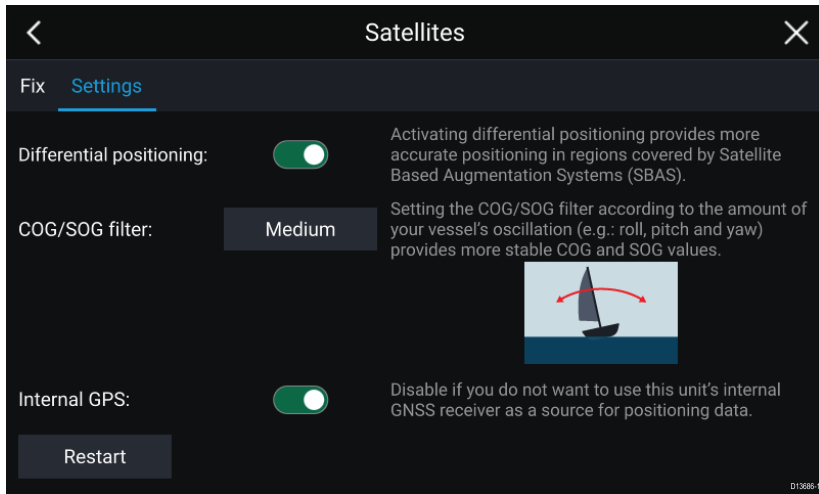 Satellites
Fix Settings
Differential positioning:
Activating differential positioning provides more
accurate positioning in regions covered by Satellite
Based Augmentation Systems (SBAS).
COG/SOG filter:
Medium
Setting the COG/SOG filter according to the amount of
your vessel's oscillation (e.g.: roll, pitch and yaw)
provides more stable COG and SOG values.
Internal GPS:
Disable if you do not want to use this unit's internal
GNSS receiver as a source for positioning data.
Restart
D13686-1